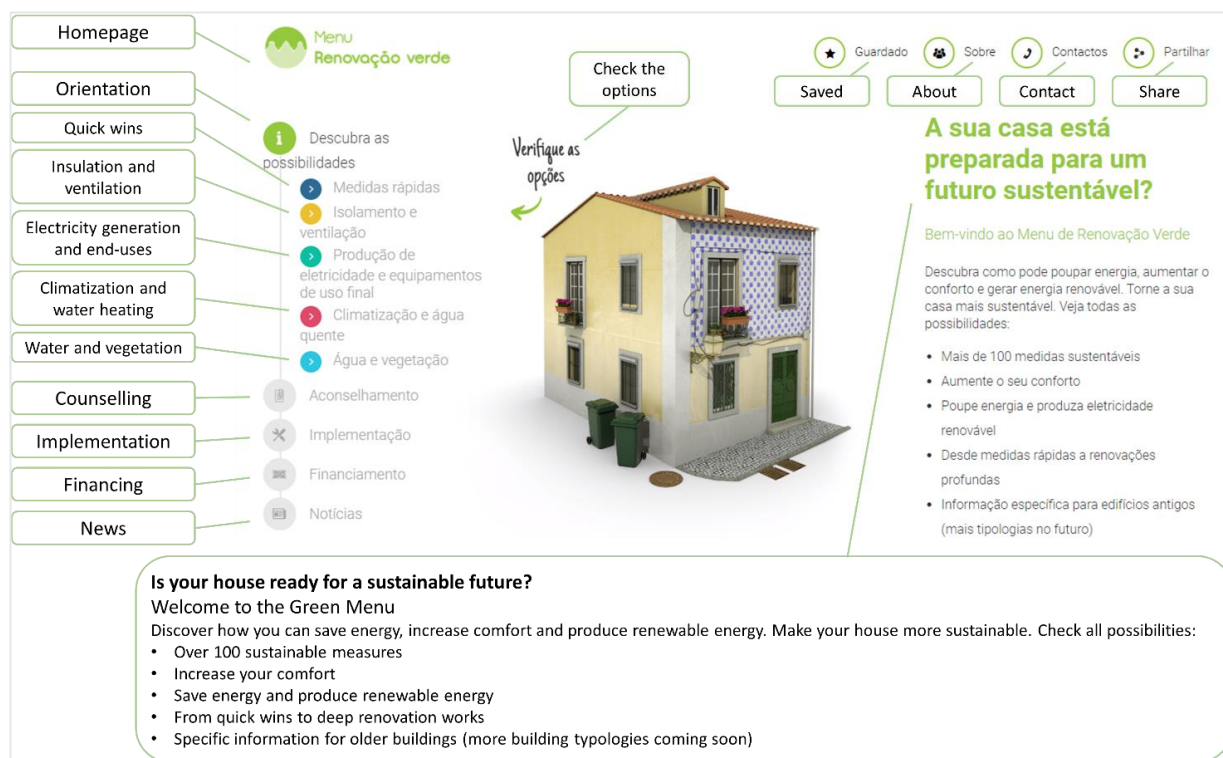 Homepage
Orientation
Quick wins
Insulation and
ventilation
Electricity generation
and end-uses
Climatization and
water heating
Water and vegetation
Counselling
Implementation
Financing
News
Menu
Renovação verde
Descubra as
possibilidades
Medidas rápidas
Isolamento e
ventilação
Produção de
eletricidade e equipamentos
de uso final
Climatização e água
quente
Água e vegetação
Aconselhamento
Implementação
Financiamento
Notícias
Check the
options
Verifique as
opções
Guardado
Sobre
Contactos
Partilhar
Saved
About
Contact
Share
A sua casa está
preparada para um
futuro sustentável?
Bem-vindo ao Menu de Renovação Verde
Descubra como pode poupar energia, aumentar o
conforto e gerar energia renovável. Torne a sua
casa mais sustentável. Veja todas as
possibilidades:
• Mais de 100 medidas sustentáveis
• Aumente o seu conforto
• Poupe energia e produza eletricidade
renovável
• Desde medidas rápidas a renovações
profundas
• Informação específica para edifícios antigos
(mais tipologias no futuro)
Is your house ready for a sustainable future?
Welcome to the Green Menu
Discover how you can save energy, increase comfort and produce renewable energy. Make your house more sustainable. Check all possibilities:
• Over 100 sustainable measures
• Increase your comfort
• Save energy and produce renewable energy
• From quick wins to deep renovation works
• Specific information for older buildings (more building typologies coming soon)